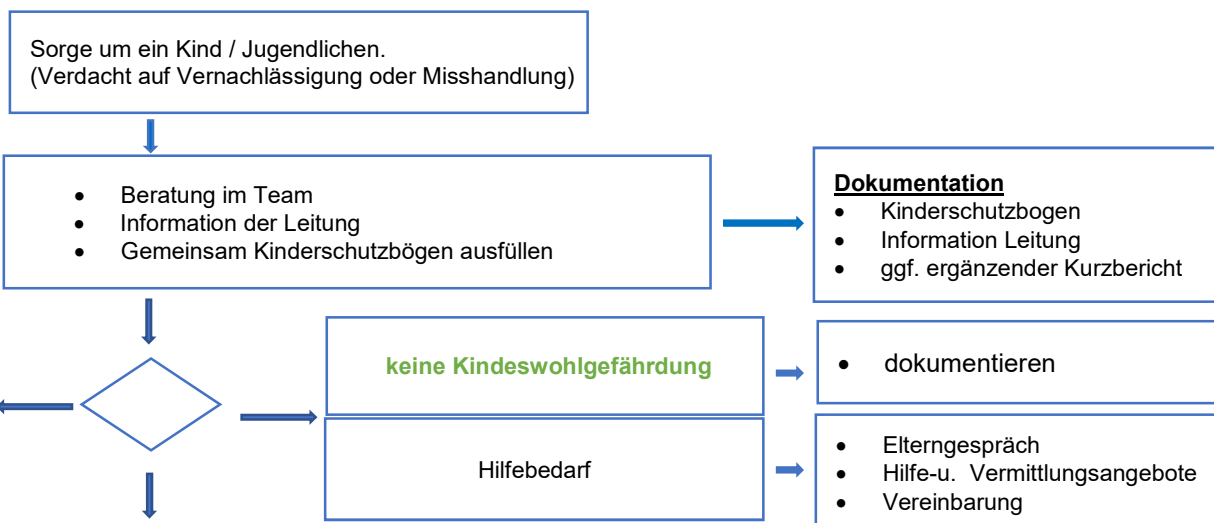 Sorge um ein Kind / Jugendlichen.
(Verdacht auf Vernachlässigung oder Misshandlung)
• Beratung im Team
• Information der Leitung
• Gemeinsam Kinderschutzbögen ausfüllen
Dokumentation
• Kinderschutzbogen
• Information Leitung
• ggf. ergänzender Kurzbericht
keine Kindeswohlgefährdung
• dokumentieren
Hilfebedarf
• Elterngespräch
• Hilfe-u. Vermittlungsangebote
• Vereinbarung